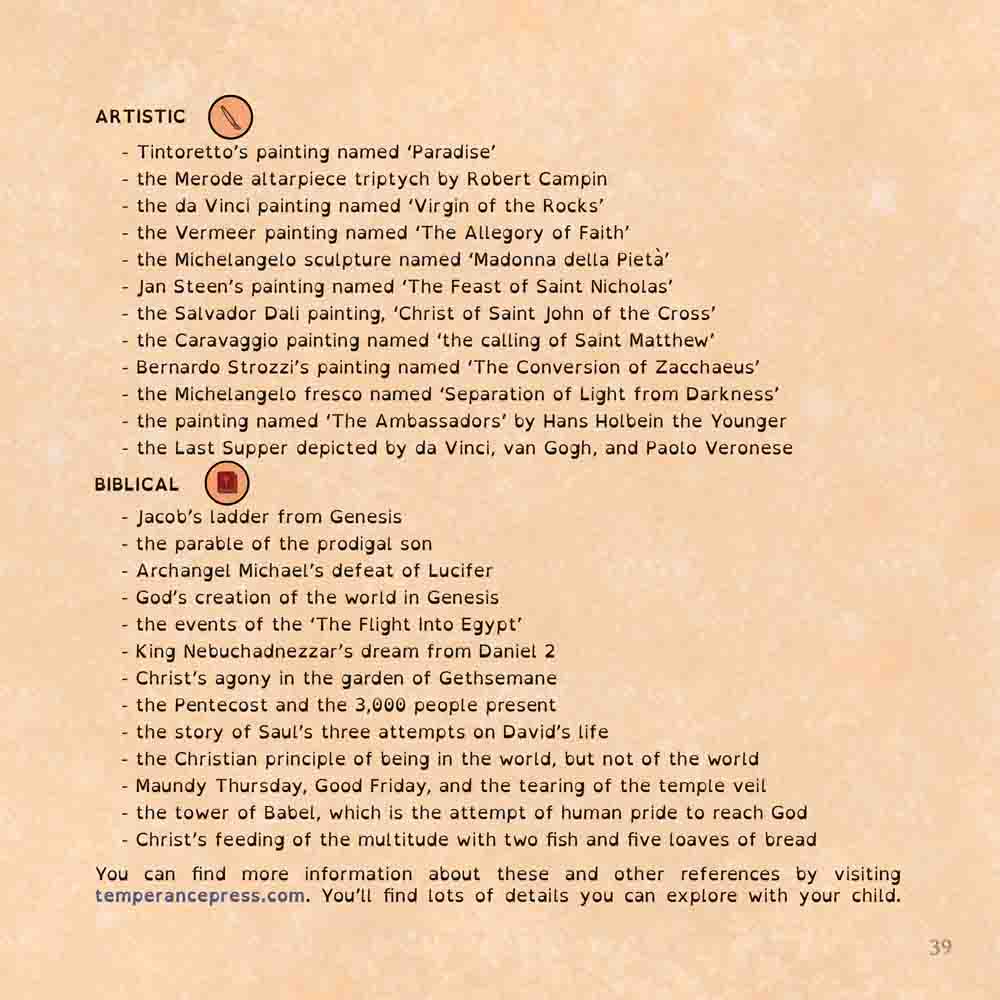 ARTISTIC
- Tintoretto’s painting named ‘Paradise’
- the Merode altarpiece triptych by Robert Campin
- the da Vinci painting named ‘Virgin of the Rocks’
- the Vermeer painting named ‘The Allegory of Faith’
- the Michelangelo sculpture named ‘Madonna della Pietà’
- Jan Steen’s painting named ‘The Feast of Saint Nicholas’
- the Salvador Dali painting, ‘Christ of Saint John of the Cross’
- the Caravaggio painting named ‘the calling of Saint Matthew’
- Bernardo Strozzi’s painting named ‘The Conversion of Zacchaeus’
- the Michelangelo fresco named ‘Separation of Light from Darkness’
- the painting named ‘The Ambassadors’ by Hans Holbein the Younger
- the Last Supper depicted by da Vinci, van Gogh, and Paolo Veronese
BIBLICAL
- Jacob’s ladder from Genesis
- the parable of the prodigal son
- Archangel Michael’s defeat of Lucifer
- God’s creation of the world in Genesis
- the events of the ‘The Flight Into Egypt’
- King Nebuchadnezzar’s dream from Daniel 2
- Christ’s agony in the garden of Gethsemane
- the Pentecost and the 3,000 people present
- the story of Saul’s three attempts on David’s life
- the Christian principle of being in the world, but not of the world
- Maundy Thursday, Good Friday, and the tearing of the temple veil
- the tower of Babel, which is the attempt of human pride to reach God
- Christ’s feeding of the multitude with two fish and five loaves of bread
You can find more information about these and other references by visiting
temperancepress.com. You’ll find lots of details you can explore with your child.
39